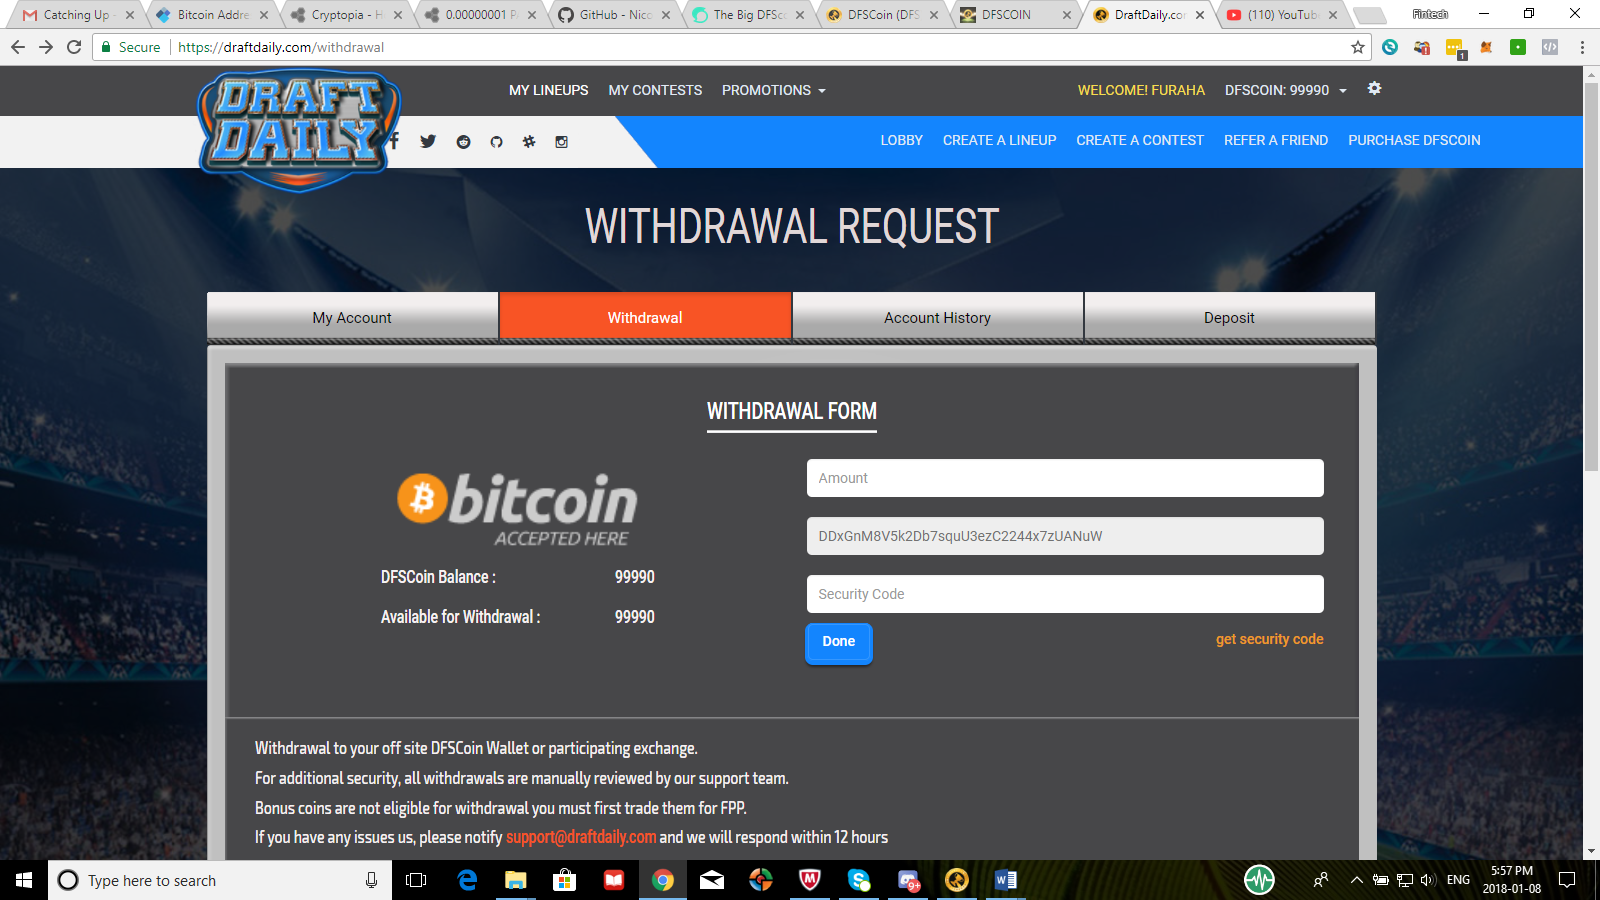 Catching Up -
Bitcoin Addre
Cryptopia - H
0.00000001 P
GitHub - Nico
The Big DFSc
DFSCoin (DFS
DFSCOIN
DraftDaily.co
(110) YouTub
Fintech
Secure
https://draftdaily.com/withdrawal
1
DRAFT
DAILY
MY LINEUPS
MY CONTESTS
PROMOTIONS
WELCOME! FURAHA
DFSCOIN: 99990
LOBBY
CREATE A LINEUP
CREATE A CONTEST
REFER A FRIEND
PURCHASE DFSCOIN
WITHDRAWAL REQUEST
My Account
Withdrawal
Account History
Deposit
WITHDRAWAL FORM
bitcoin
ACCEPTED HERE
DFSCoin Balance :
99990
Available for Withdrawal :
99990
Amount
DDxGnM8V5k2Db7squU3ezC2244x7zUANuW
Security Code
Done
get security code
Withdrawal to your off site DFSCoin Wallet or participating exchange.
For additional security, all withdrawals are manually reviewed by our support team.
Bonus coins are not eligible for withdrawal you must first trade them for FPP.
If you have any issues us, please notify support@draftdaily.com and we will respond within 12 hours
Type here to search
9+
ENG
5:57 PM
2018-01-08